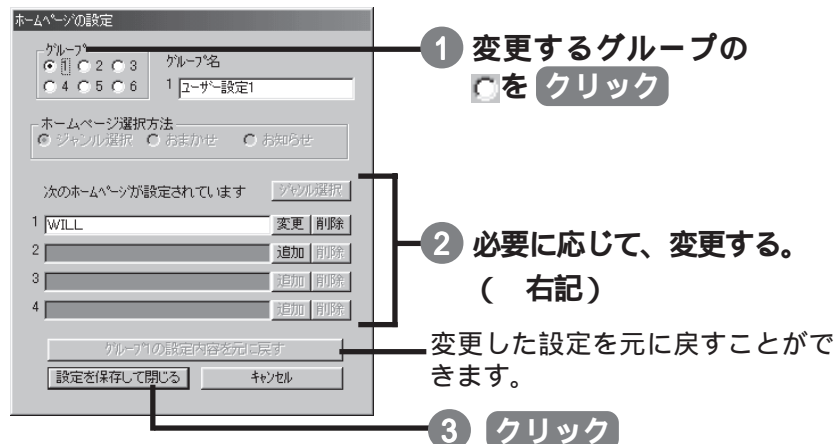 ホームページの設定
グループ
1 2 3
4 5 6
グループ名
1 ユーザー設定1
ホームページ選択方法
ジャンル選択 おまかせ お知らせ
次のホームページが設定されています ジャンル選択
1 WILL 変更 削除
2 追加 削除
3 追加 削除
4 追加 削除
グループ1の設定内容を元に戻す
設定を保存して閉じる キャンセル
1 変更するグループの
を クリック
2 必要に応じて、変更する。
( 右記)
変更した設定を元に戻すことがで
きます。
3 クリック